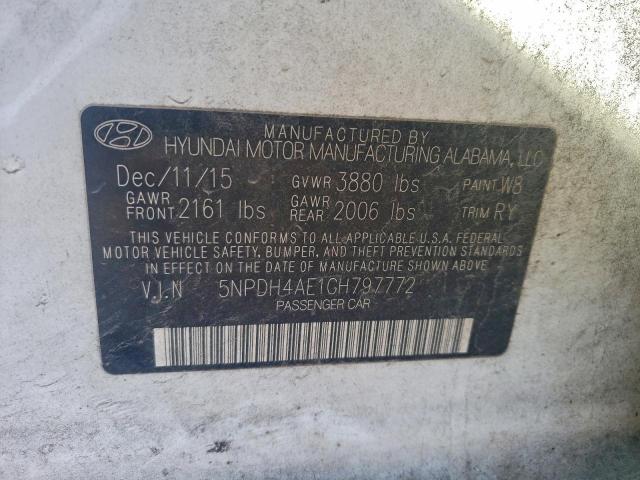 MANUFACTURED BY
HYUNDAI MOTOR MANUFACTURING ALABAMA, LLC
Dec/11/15 GVWR 3880 lbs PAINT W8
GAWR FRONT 2161 lbs GAWR REAR 2006 lbs TRIM RY
THIS VEHICLE CONFORMS TO ALL APPLICABLE U.S.A. FEDERAL
MOTOR VEHICLE SAFETY, BUMPER, AND THEFT PREVENTION STANDARDS
IN EFFECT ON THE DATE OF MANUFACTURE SHOWN ABOVE.
V.I.N 5NPDH4AE1GH797772
PASSENGER CAR